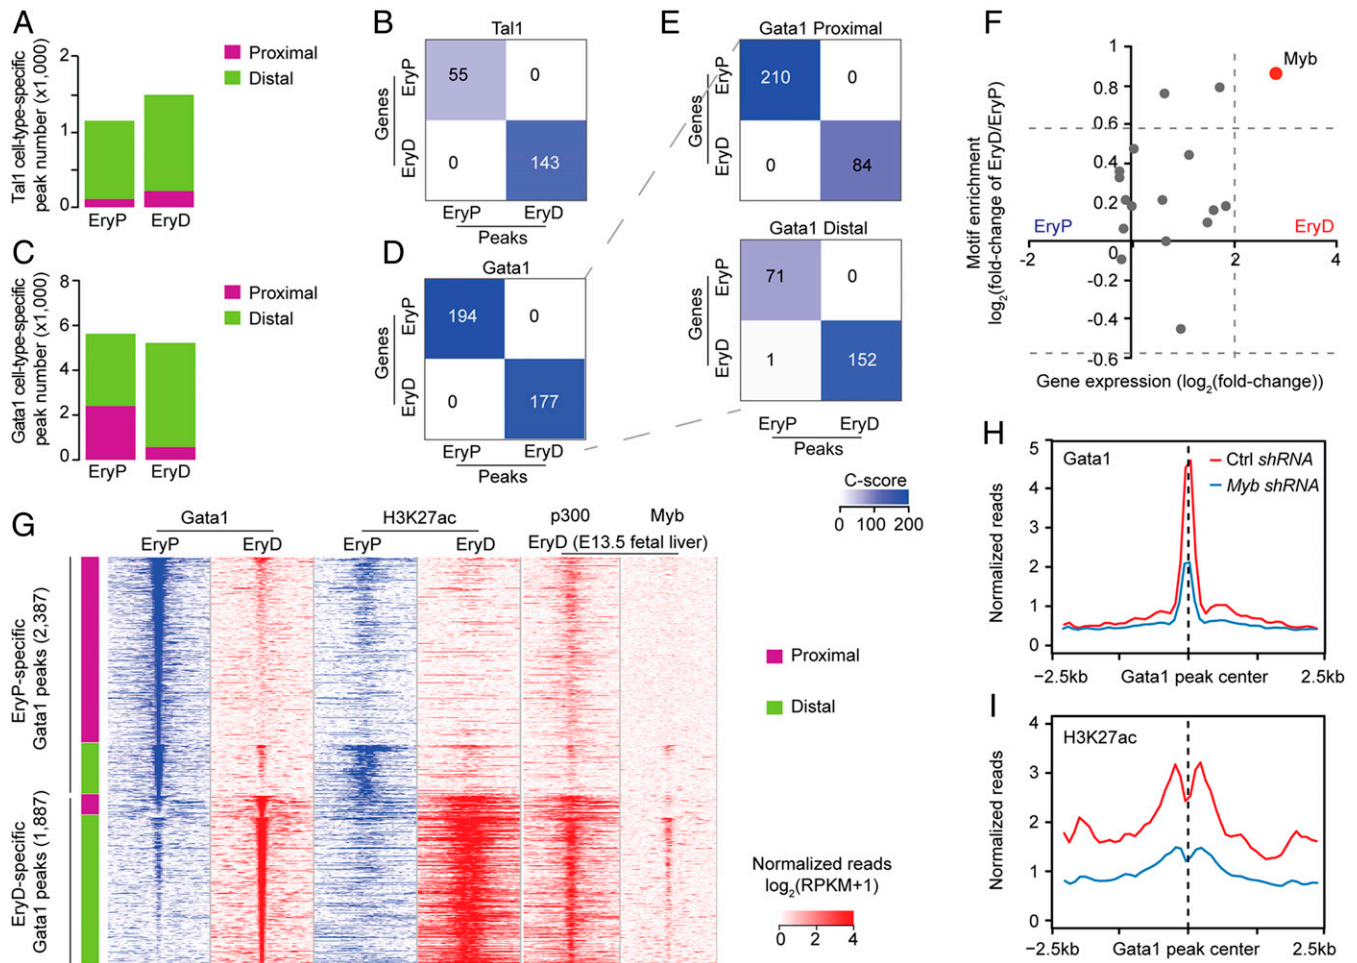 A
Tal1 cell-type-specific
peak number (x1,000)
2
1
0
EryP
EryD
Proximal
Distal
B
Tal1
Genes
EryP
EryD
55
0
0
143
EryP
EryD
Peaks
C
Gata1 cell-type-specific
peak number (x1,000)
8
6
4
2
0
EryP
EryD
Proximal
Distal
D
Gata1
Genes
EryP
EryD
194
0
0
177
EryP
EryD
Peaks
E
Gata1 Proximal
Genes
EryP
EryD
210
0
0
84
Gata1 Distal
Genes
EryP
EryD
71
0
1
152
EryP
EryD
Peaks
C-score
0 100 200
F
Motif enrichment
log2(fold-change of EryD/EryP)
1
0.8
0.6
0.4
0.2
0
-0.2
-0.4
-0.6
Myb
EryP
EryD
-2
0
2
4
Gene expression (log2(fold-change))
G
Gata1
H3K27ac
p300
Myb
EryP
EryD
EryP
EryD
EryD (E13.5 fetal liver)
EryP-specific
Gata1 peaks (2,387)
EryD-specific
Gata1 peaks (1,887)
Proximal
Distal
Normalized reads
log2(RPKM+1)
0 2 4
H
Gata1
Ctrl shRNA
Myb shRNA
Normalized reads
5
4
3
2
1
0
−2.5kb
Gata1 peak center
2.5kb
I
H3K27ac
Normalized reads
4
3
2
1
0
−2.5kb
Gata1 peak center
2.5kb